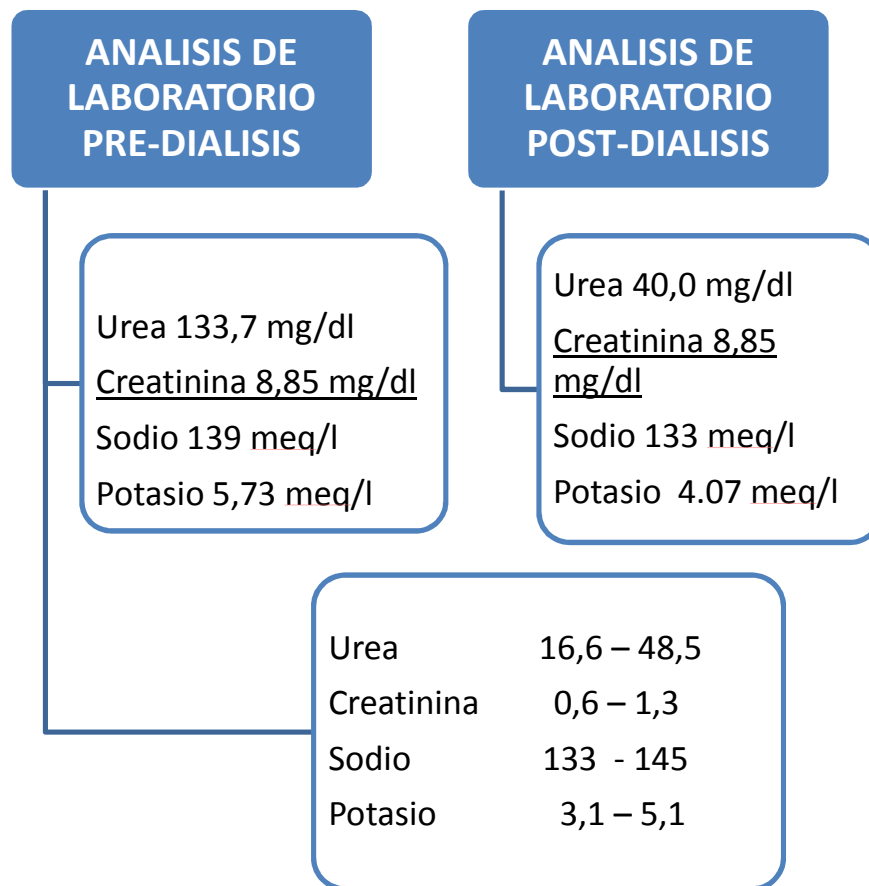 ANALISIS DE
LABORATORIO
PRE-DIALISIS
ANALISIS DE
LABORATORIO
POST-DIALISIS
Urea 133,7 mg/dl
Creatinina 8,85 mg/dl
Sodio 139 meq/l
Potasio 5,73 meq/l
Urea 40,0 mg/dl
Creatinina 8,85
mg/dl
Sodio 133 meq/l
Potasio 4.07 meq/l
Urea 16,6 – 48,5
Creatinina 0,6 – 1,3
Sodio 133 - 145
Potasio 3,1 – 5,1